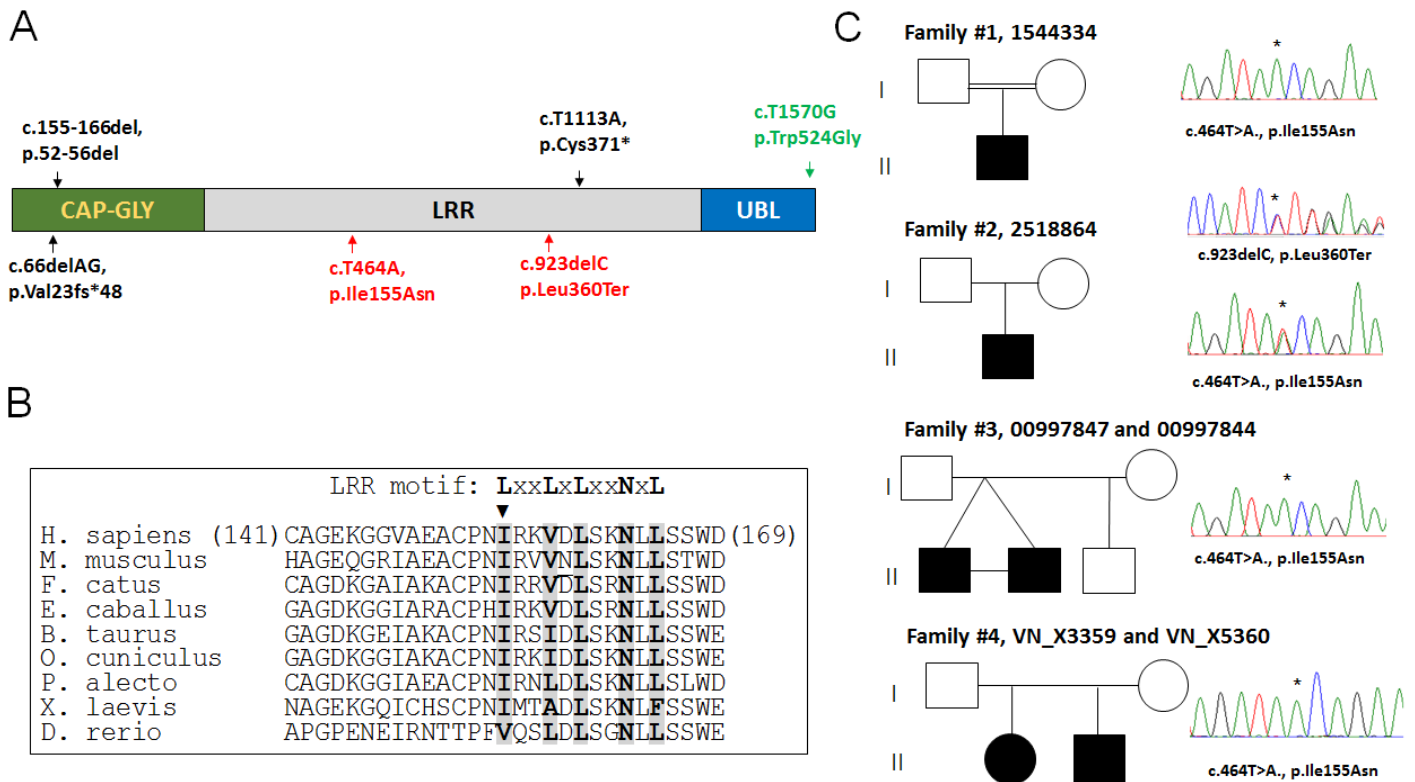 A
c.155-166del,
p.52-56del
c.T1113A,
p.Cys371*
c.T1570G
p.Trp524Gly
CAP-GLY
LRR
UBL
c.66delAG,
p.Val23fs*48
c.T464A,
p.Ile155Asn
c.923delC
p.Leu360Ter
B
LRR motif: LxxLxLxxNxL
H. sapiens (141)CAGEKGGVAEACPNIRKVDLSKNLLSSWD(169)
M. musculus HAGEQGRIAEACPNIRVVNLSKNLLSTWD
F. catus CAGDKGAIAKACPNIRRVDLSRNLLSSWD
E. caballus GAGDKGGIARACPHIRKVDLSRNLLSSWD
B. taurus GAGDKGEIAKACPNIRSIDLSKNLLSSWE
O. cuniculus GAGDKGGIAKACPNIRKIDLSKNLLSSWE
P. alecto CAGDKGGIAEACPNIRNLDLSKNLLSLWD
X. laevis NAGEKGQICHSCPNIMTADLSKNLFSSWE
D. rerio APGPENEIRNTTPFVQSLDLSGNLLSSWE
C
Family #1, 1544334
I
II
*
c.464T>A., p.Ile155Asn
Family #2, 2518864
I
II
*
c.923delC, p.Leu360Ter
*
c.464T>A., p.Ile155Asn
Family #3, 00997847 and 00997844
I
II
*
c.464T>A., p.Ile155Asn
Family #4, VN_X3359 and VN_X5360
I
II
*
c.464T>A., p.Ile155Asn